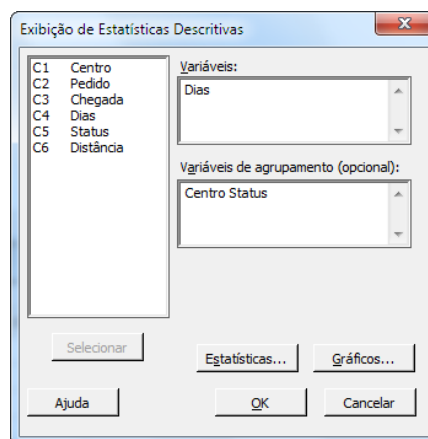 Exibição de Estatísticas Descritivas
C1 Centro
C2 Pedido
C3 Chegada
C4 Dias
C5 Status
C6 Distância
Variáveis:
Dias
Variáveis de agrupamento (opcional):
Centro Status
Selecionar
Estatísticas...
Gráficos...
Ajuda
OK
Cancelar